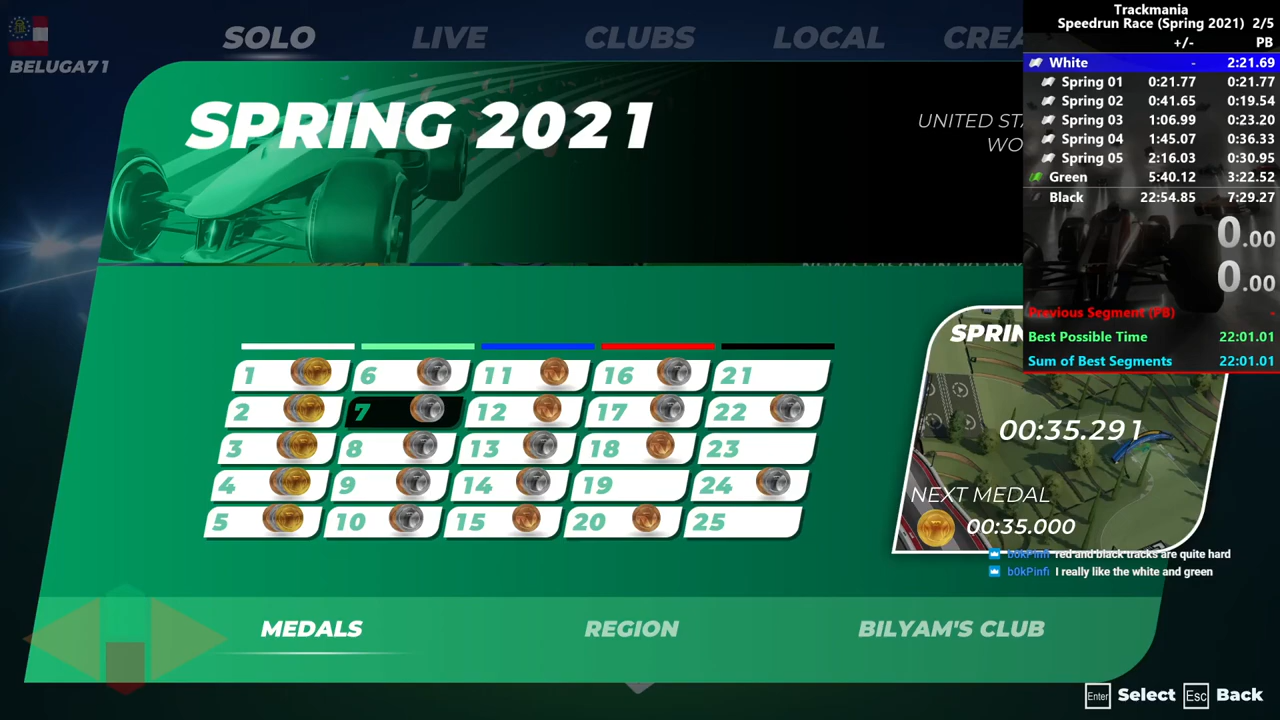 SOLO LIVE CLUBS LOCAL CREA
BELUGA71
SPRING 2021
UNITED STA
WO
Trackmania
Speedrun Race (Spring 2021) 2/5
+/- PB
White - 2:21.69
Spring 01 0:21.77 0:21.77
Spring 02 0:41.65 0:19.54
Spring 03 1:06.99 0:23.20
Spring 04 1:45.07 0:36.33
Spring 05 2:16.03 0:30.95
Green 5:40.12 3:22.52
Black 22:54.85 7:29.27
0.00
0.00
Previous Segment (PB) -
Best Possible Time 22:01.01
Sum of Best Segments 22:01.01
1 6 11 16 21
2 7 12 17 22
3 8 13 18 23
4 9 14 19 24
5 10 15 20 25
SPRIN
00:35.291
NEXT MEDAL
00:35.000
b0kPinfi red and black tracks are quite hard
b0kPinfi I really like the white and green
MEDALS REGION BILYAM'S CLUB
Enter Select Esc Back